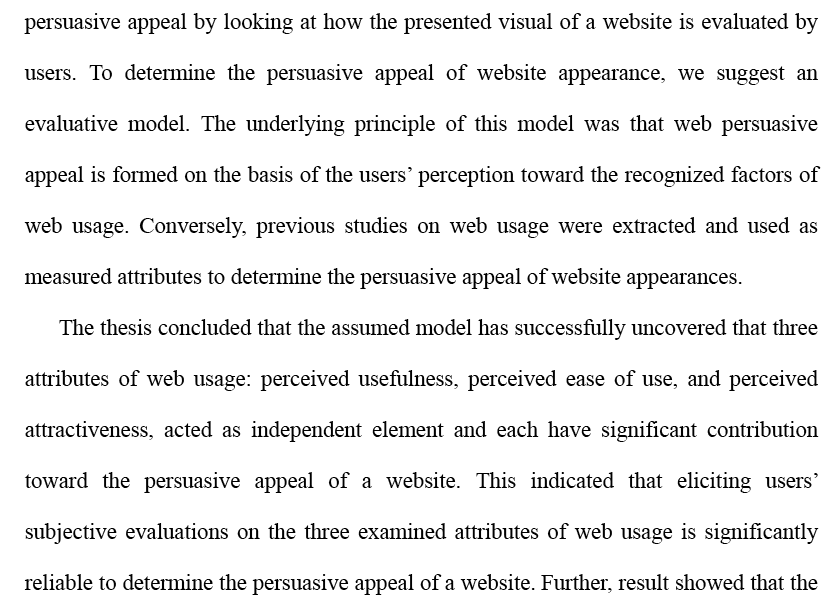 persuasive appeal by looking at how the presented visual of a website is evaluated by
users. To determine the persuasive appeal of website appearance, we suggest an
evaluative model. The underlying principle of this model was that web persuasive
appeal is formed on the basis of the users’ perception toward the recognized factors of
web usage. Conversely, previous studies on web usage were extracted and used as
measured attributes to determine the persuasive appeal of website appearances.
The thesis concluded that the assumed model has successfully uncovered that three
attributes of web usage: perceived usefulness, perceived ease of use, and perceived
attractiveness, acted as independent element and each have significant contribution
toward the persuasive appeal of a website. This indicated that eliciting users’
subjective evaluations on the three examined attributes of web usage is significantly
reliable to determine the persuasive appeal of a website. Further, result showed that the